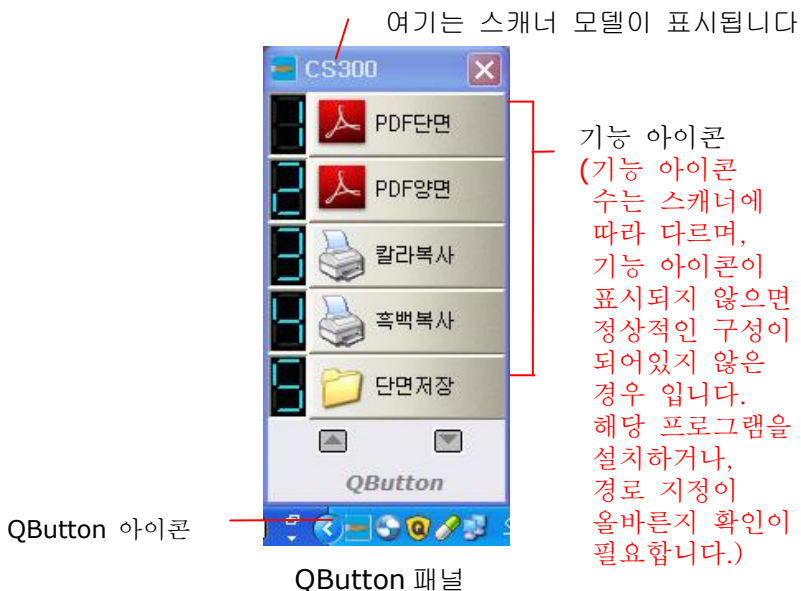 여기는 스캐너 모델이 표시됩니다
CS300
1 PDF단면
2 PDF양면
3 칼라복사
4 흑백복사
5 단면저장
QButton
기능 아이콘
(기능 아이콘
수는 스캐너에
따라 다르며,
기능 아이콘이
표시되지 않으면
정상적인 구성이
되어있지 않은
경우 입니다.
해당 프로그램을
설치하거나,
경로 지정이
올바른지 확인이
필요합니다.)
QButton 아이콘
QButton 패널